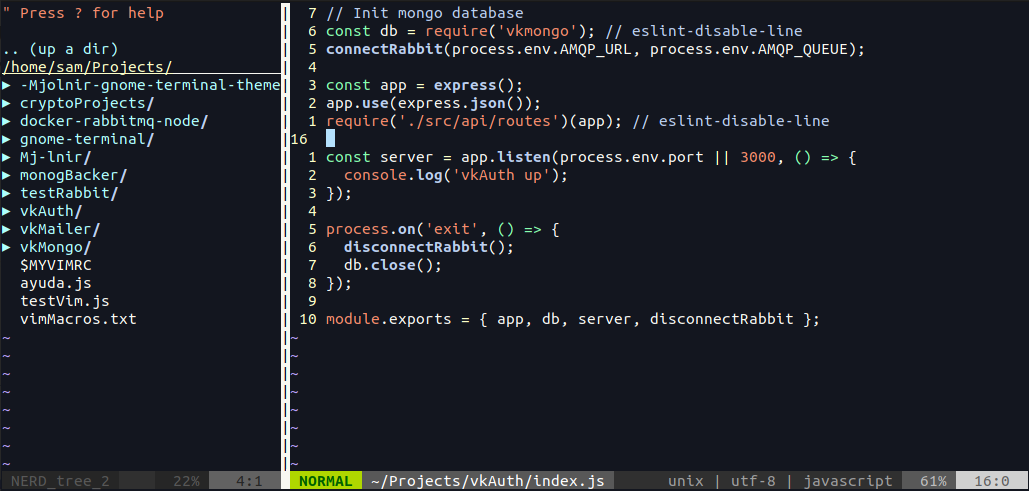 " Press ? for help
.. (up a dir)
/home/sam/Projects/
▶ -Mjolnir-gnome-terminal-theme
▶ cryptoProjects/
▶ docker-rabbitmq-node/
▶ gnome-terminal/
▶ Mj-lnir/
▶ monogBacker/
▶ testRabbit/
▶ vkAuth/
▶ vkMailer/
▶ vkMongo/
$MYVIMRC
ayuda.js
testVim.js
vimMacros.txt
~
~
~
~
~
~
~
~
NERD_tree_2 22% 4:1
7 // Init mongo database
6 const db = require('vkmongo'); // eslint-disable-line
5 connectRabbit(process.env.AMQP_URL, process.env.AMQP_QUEUE);
4
3 const app = express();
2 app.use(express.json());
1 require('./src/api/routes')(app); // eslint-disable-line
16
1 const server = app.listen(process.env.port || 3000, () => {
2   console.log('vkAuth up');
3 });
4
5 process.on('exit', () => {
6   disconnectRabbit();
7   db.close();
8 });
9
10 module.exports = { app, db, server, disconnectRabbit };
~
~
~
~
~
~
~
~
NORMAL ~/Projects/vkAuth/index.js unix | utf-8 | javascript 61% 16:0